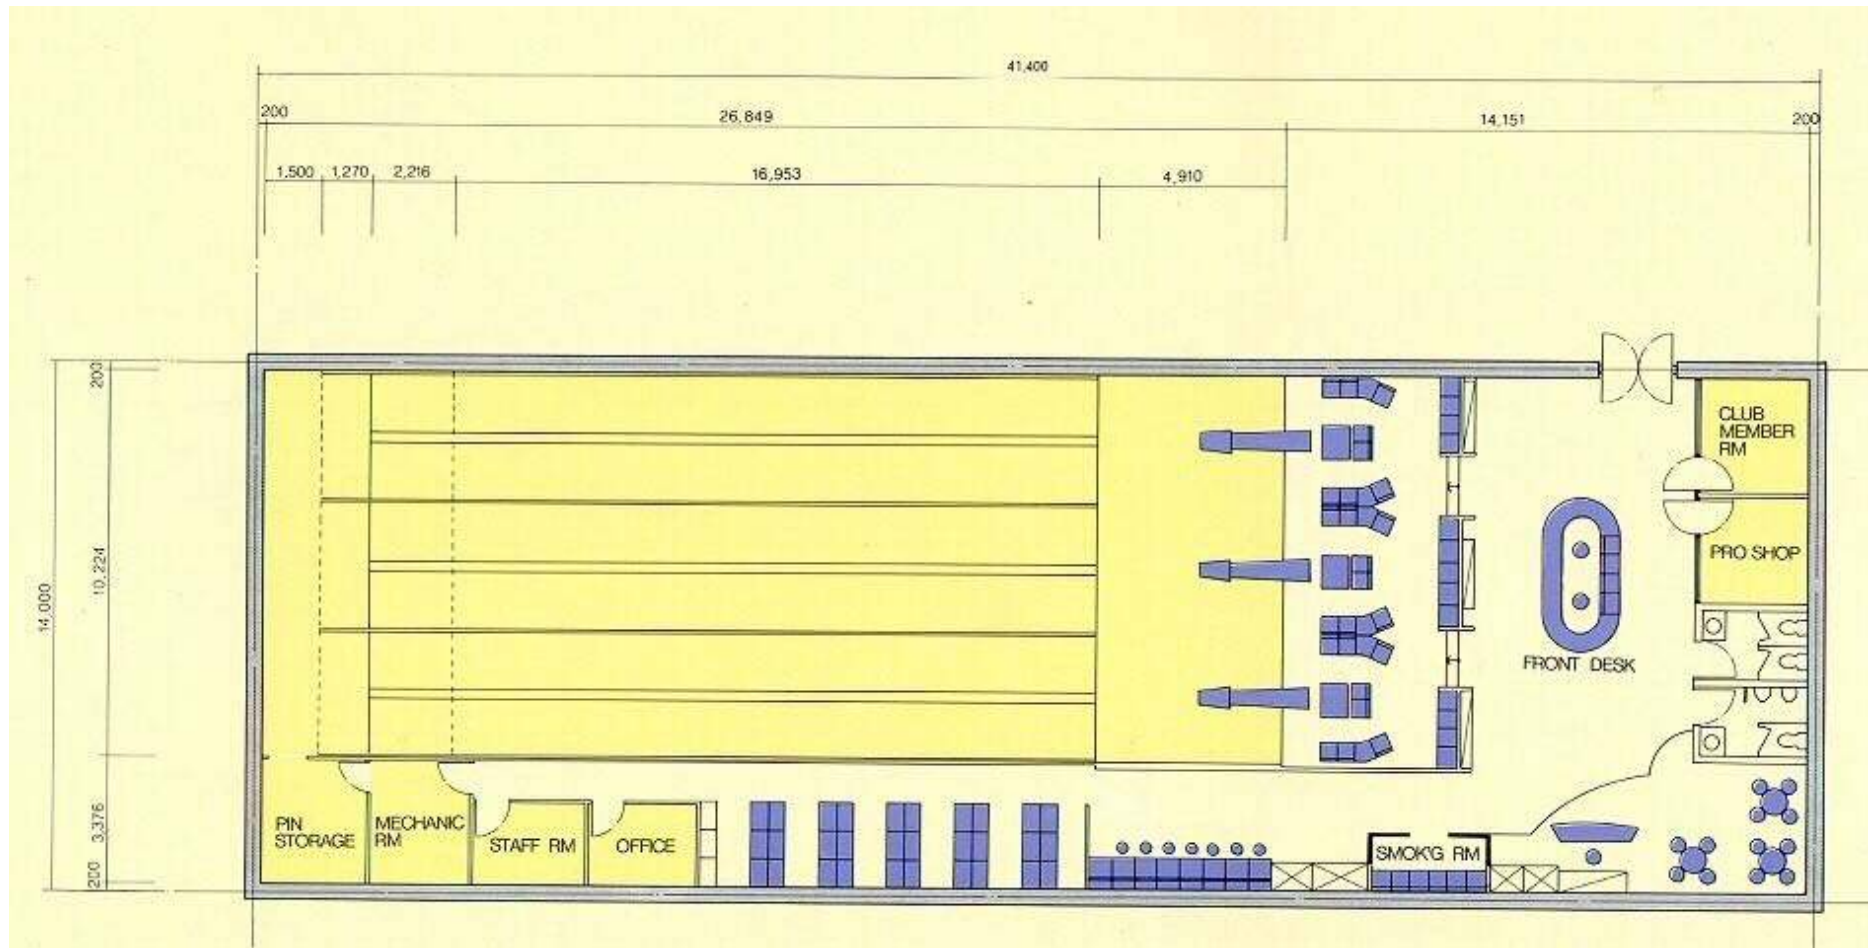 41,400
200
26,849
14,151
200
1,500
1,270
2,216
16,953
4,910
200
10,224
14,000
3,376
200
CLUB
MEMBER
RM
PRO SHOP
FRONT DESK
PIN
STORAGE
MECHANIC
RM
STAFF RM
OFFICE
SMOK'G RM